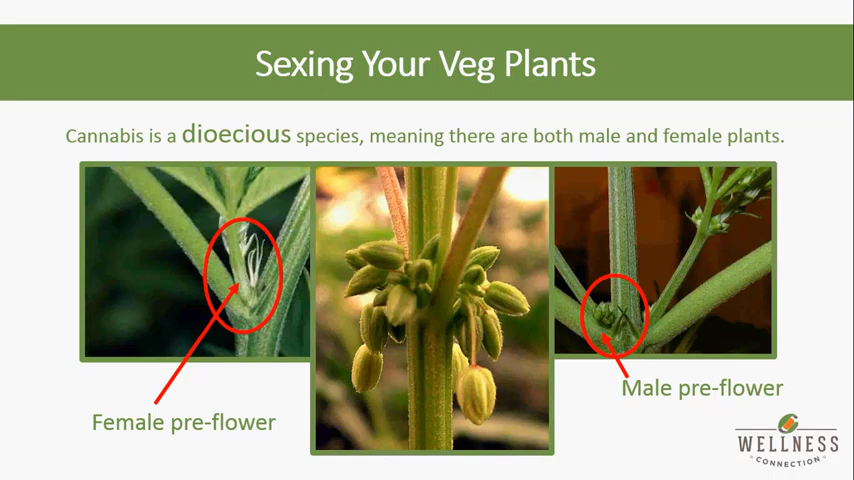 Sexing Your Veg Plants
Cannabis is a dioecious species, meaning there are both male and female plants.
Male pre-flower
Female pre-flower
WELLNESS
CONNECTION